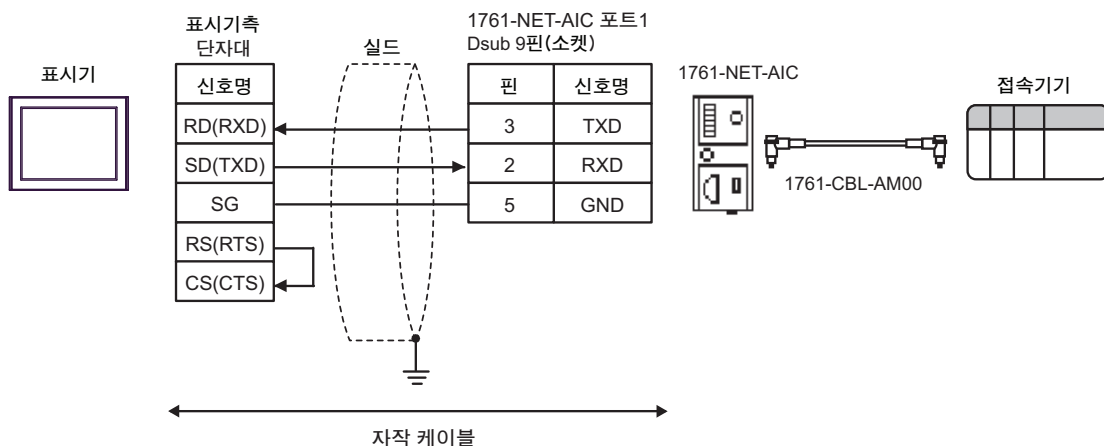 표시기
표시기측
단자대
신호명
RD(RXD)
SD(TXD)
SG
RS(RTS)
CS(CTS)
실드
1761-NET-AIC 포트1
Dsub 9핀(소켓)
핀 신호명
3 TXD
2 RXD
5 GND
1761-NET-AIC
1761-CBL-AM00
접속기기
자작 케이블